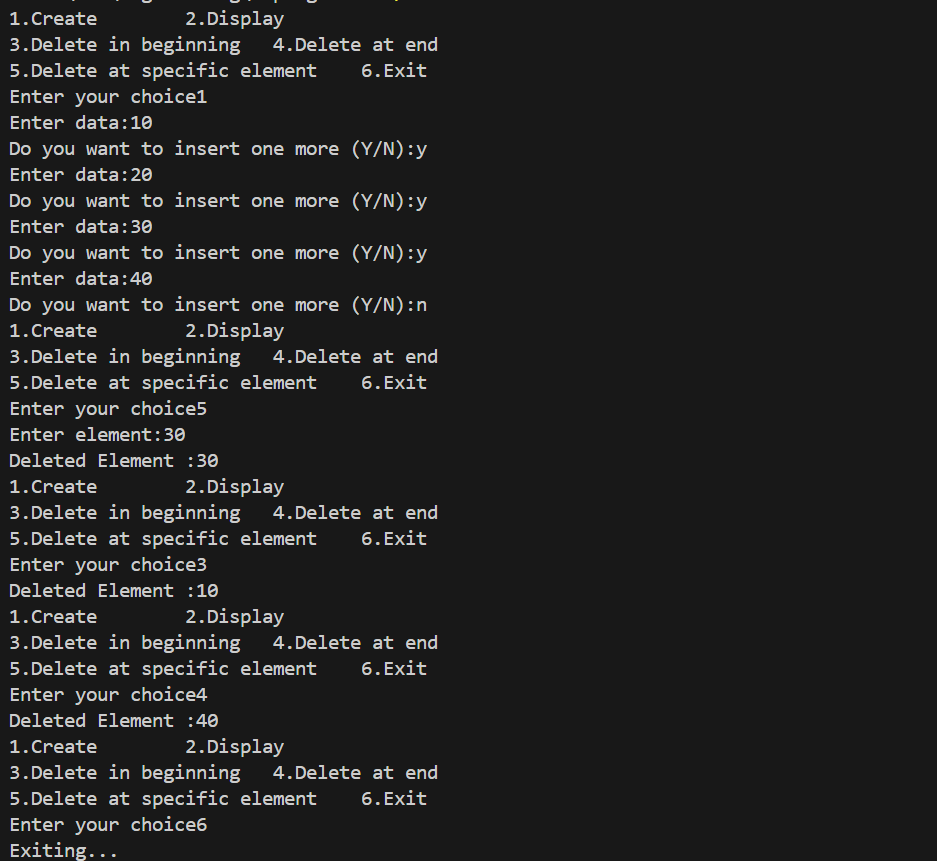 1.Create        2.Display
3.Delete in beginning   4.Delete at end
5.Delete at specific element    6.Exit
Enter your choice1
Enter data:10
Do you want to insert one more (Y/N):y
Enter data:20
Do you want to insert one more (Y/N):y
Enter data:30
Do you want to insert one more (Y/N):y
Enter data:40
Do you want to insert one more (Y/N):n
1.Create        2.Display
3.Delete in beginning   4.Delete at end
5.Delete at specific element    6.Exit
Enter your choice5
Enter element:30
Deleted Element :30
1.Create        2.Display
3.Delete in beginning   4.Delete at end
5.Delete at specific element    6.Exit
Enter your choice3
Deleted Element :10
1.Create        2.Display
3.Delete in beginning   4.Delete at end
5.Delete at specific element    6.Exit
Enter your choice4
Deleted Element :40
1.Create        2.Display
3.Delete in beginning   4.Delete at end
5.Delete at specific element    6.Exit
Enter your choice6
Exiting...